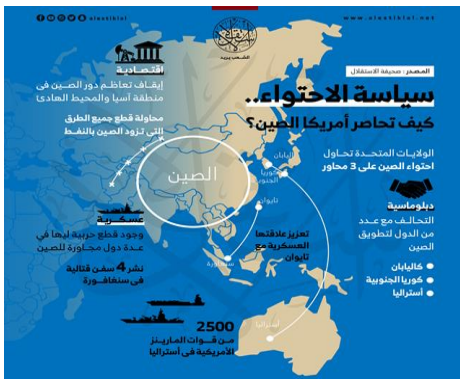 www.alestiklal.net
الشعب يريد
المصدر : صحيفة الاستقلال
سياسة الاحتواء..
كيف تحاصر أمريكا الصين؟
الولايات المتحدة تحاول
احتواء الصين على 3 محاور
دبلوماسية
التحالف مع عدد
من الدول لتطويق
الصين
كاليابان
كوريا الجنوبية
أستراليا
اقتصادية
إيقاف تعاظم دور الصين في
منطقة آسيا والمحيط الهادئ
محاولة قطع جميع الطرق
التي تزود الصين بالنفط
الصين
اليابان
كوريا
الجنوبية
تايوان
عسكرية
وجود قطع حربية لها في
عدة دول مجاورة للصين
نشر 4 سفن قتالية
في سنغافورة
تعزيز علاقتها
العسكرية مع
تايوان
سنغافورة
2500
من قوات المارينز
الأمريكية في أستراليا
أستراليا